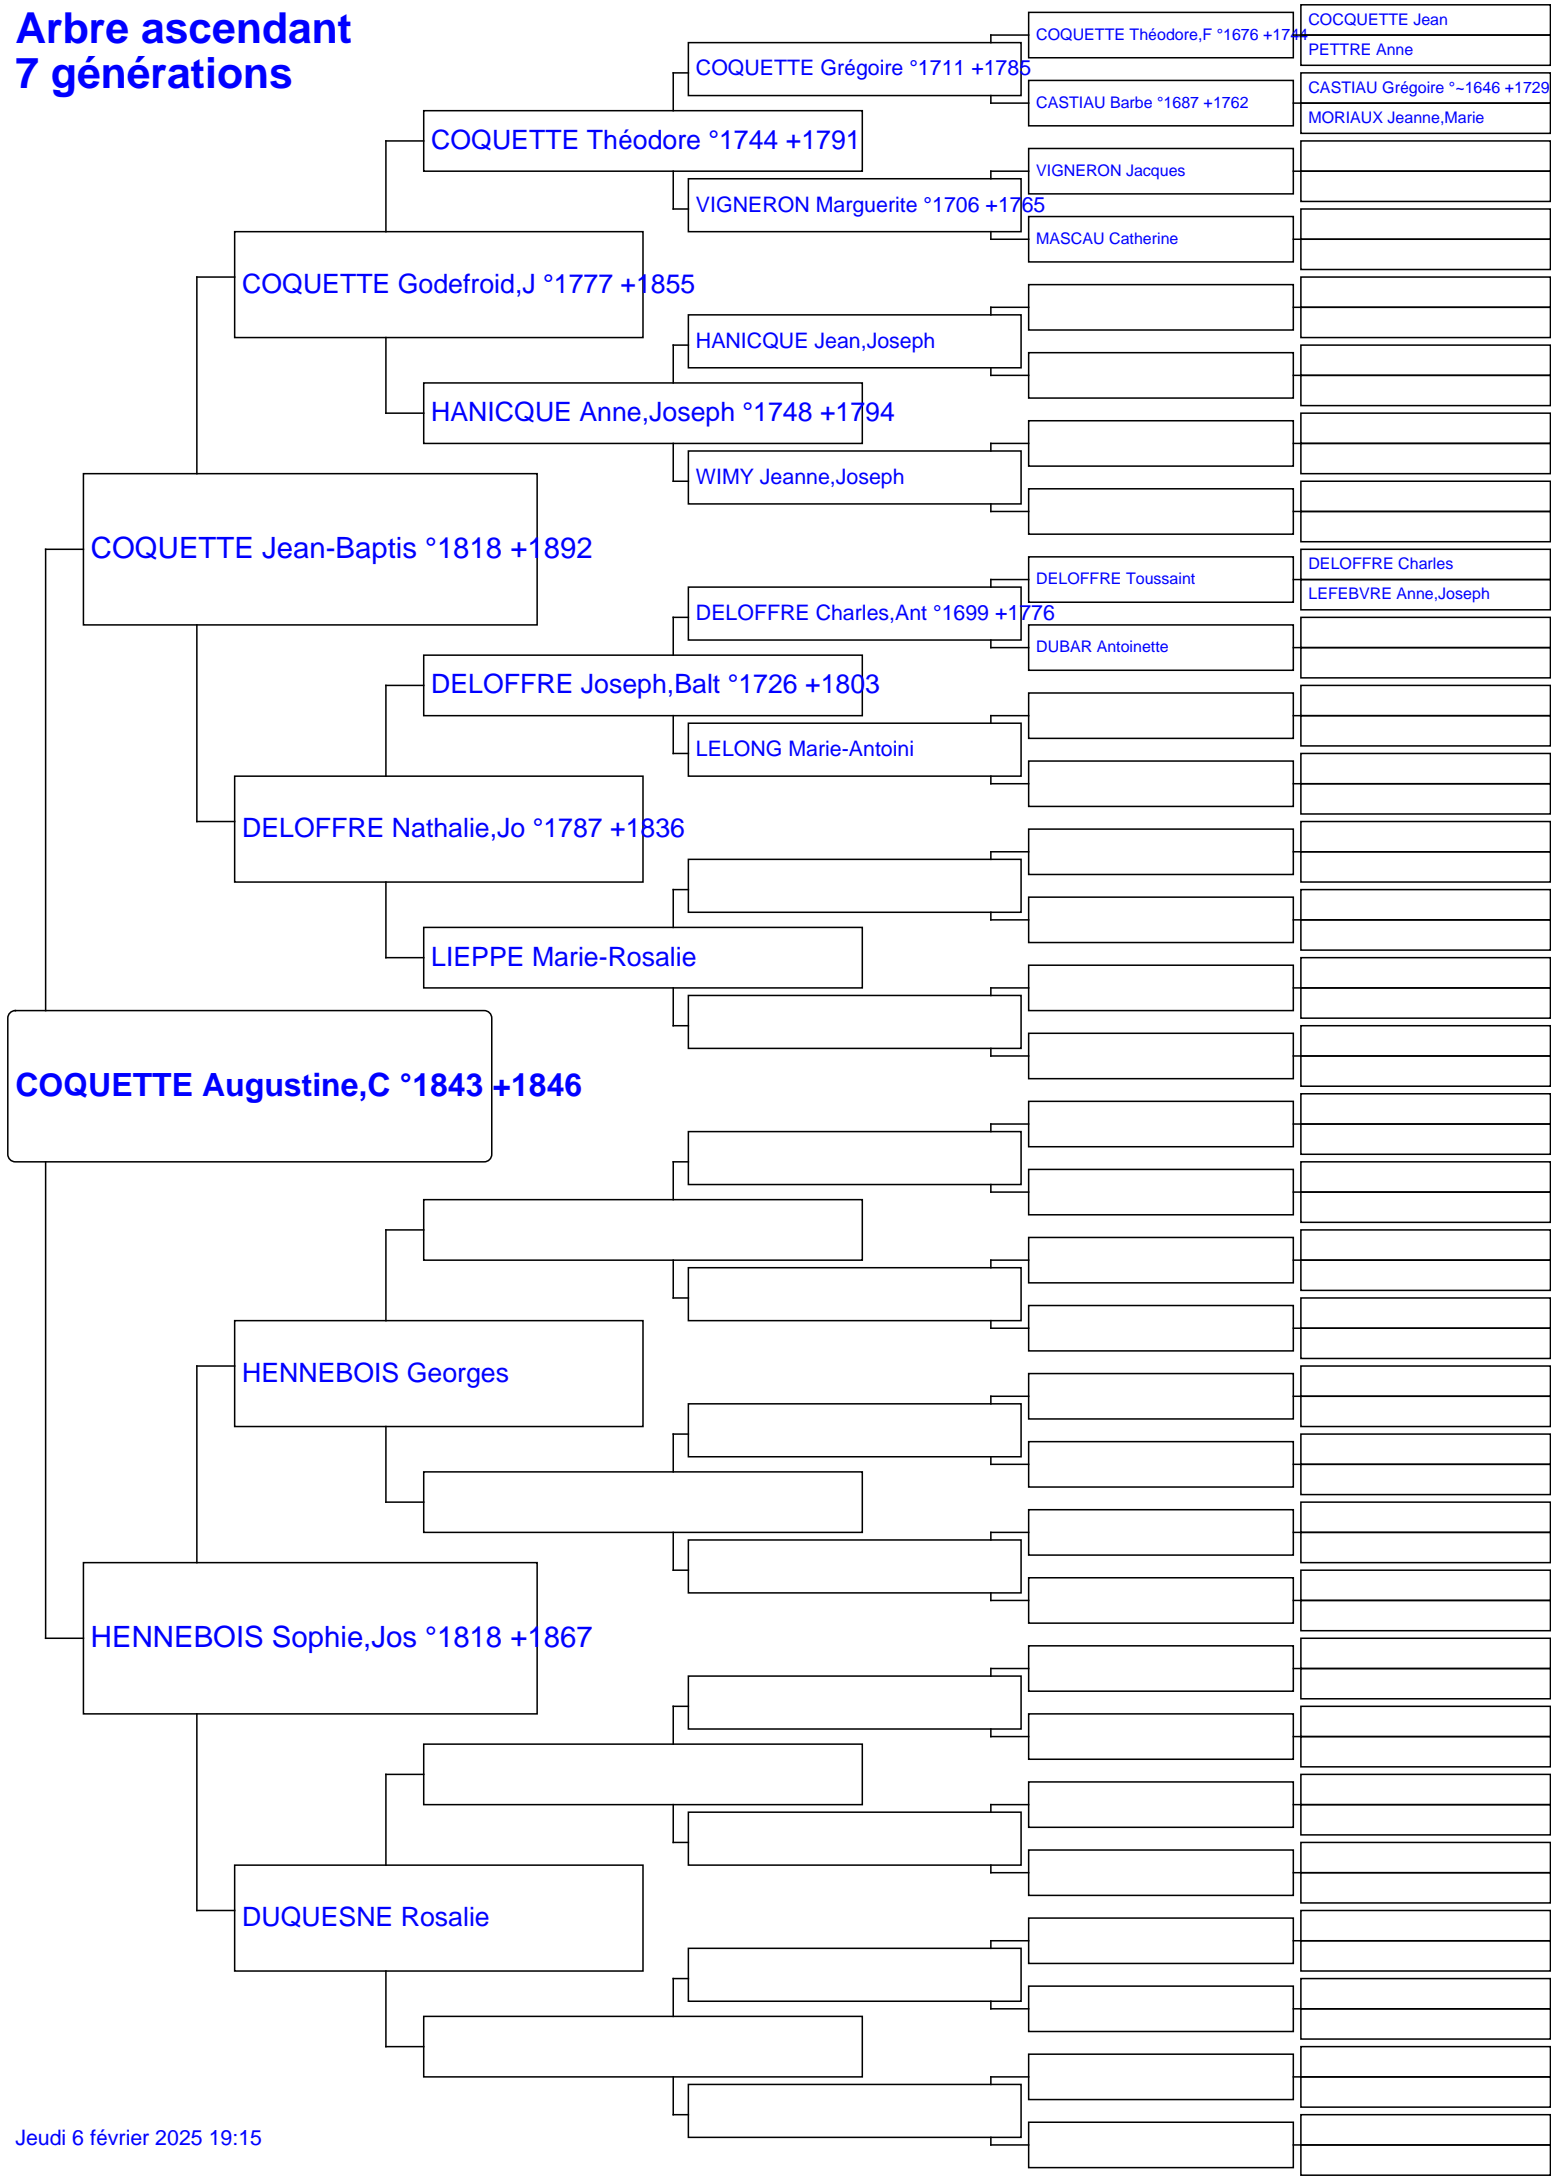 Arbre ascendant
7 générations
COCQUETTE Jean
COQUETTE Théodore,F °1676 +1744
PETTRE Anne
COQUETTE Grégoire °1711 +1785
CASTIAU Grégoire °~1646 +1729
CASTIAU Barbe °1687 +1762
MORIAUX Jeanne,Marie
COQUETTE Théodore °1744 +1791
VIGNERON Jacques
VIGNERON Marguerite °1706 +1765
MASCAU Catherine
COQUETTE Godefroid,J °1777 +1855
HANICQUE Jean,Joseph
HANICQUE Anne,Joseph °1748 +1794
WIMY Jeanne,Joseph
COQUETTE Jean-Baptis °1818 +1892
DELOFFRE Charles
DELOFFRE Toussaint
LEFEBVRE Anne,Joseph
DELOFFRE Charles,Ant °1699 +1776
DUBAR Antoinette
DELOFFRE Joseph,Balt °1726 +1803
LELONG Marie-Antoini
DELOFFRE Nathalie,Jo °1787 +1836
LIEPPE Marie-Rosalie
COQUETTE Augustine,C °1843 +1846
HENNEBOIS Georges
HENNEBOIS Sophie,Jos °1818 +1867
DUQUESNE Rosalie
Jeudi 6 février 2025 19:15